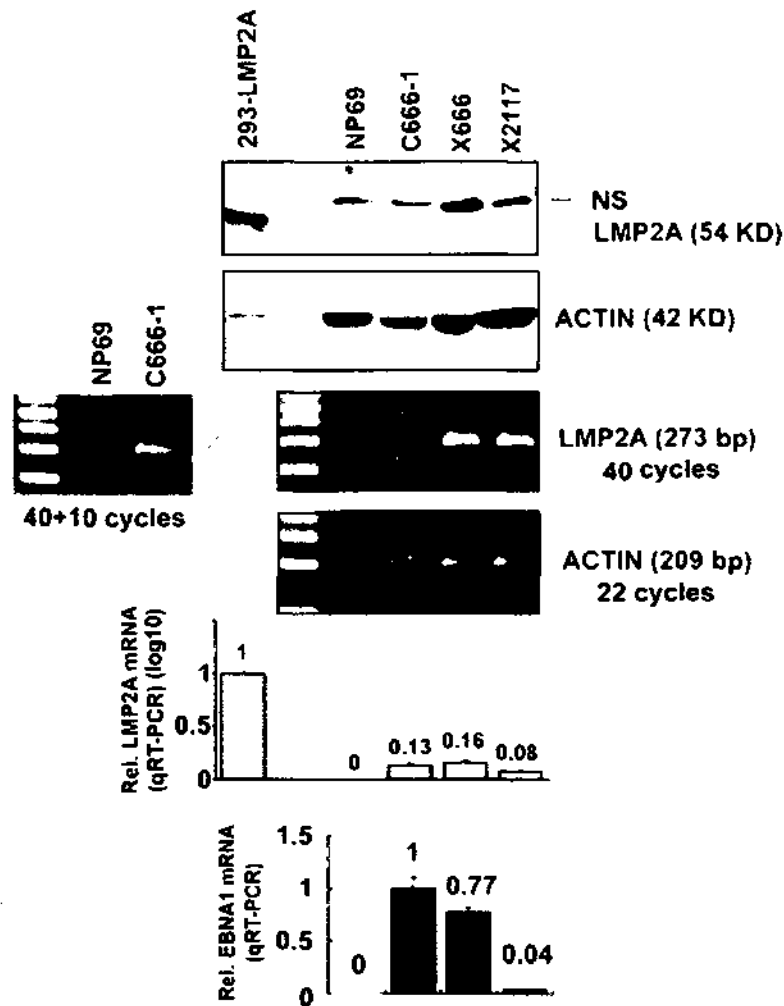 293-LMP2A
NP69
C666-1
X666
X2117
NS
LMP2A (54 KD)
ACTIN (42 KD)
NP69
C666-1
40+10 cycles
LMP2A (273 bp)
40 cycles
ACTIN (209 bp)
22 cycles
Rel. LMP2A mRNA
(qRT-PCR) (log10)
1
0.5
0
1
0
0.13
0.16
0.08
Rel. EBNA1 mRNA
(qRT-PCR)
1.5
1
0.5
0
0
1
0.77
0.04